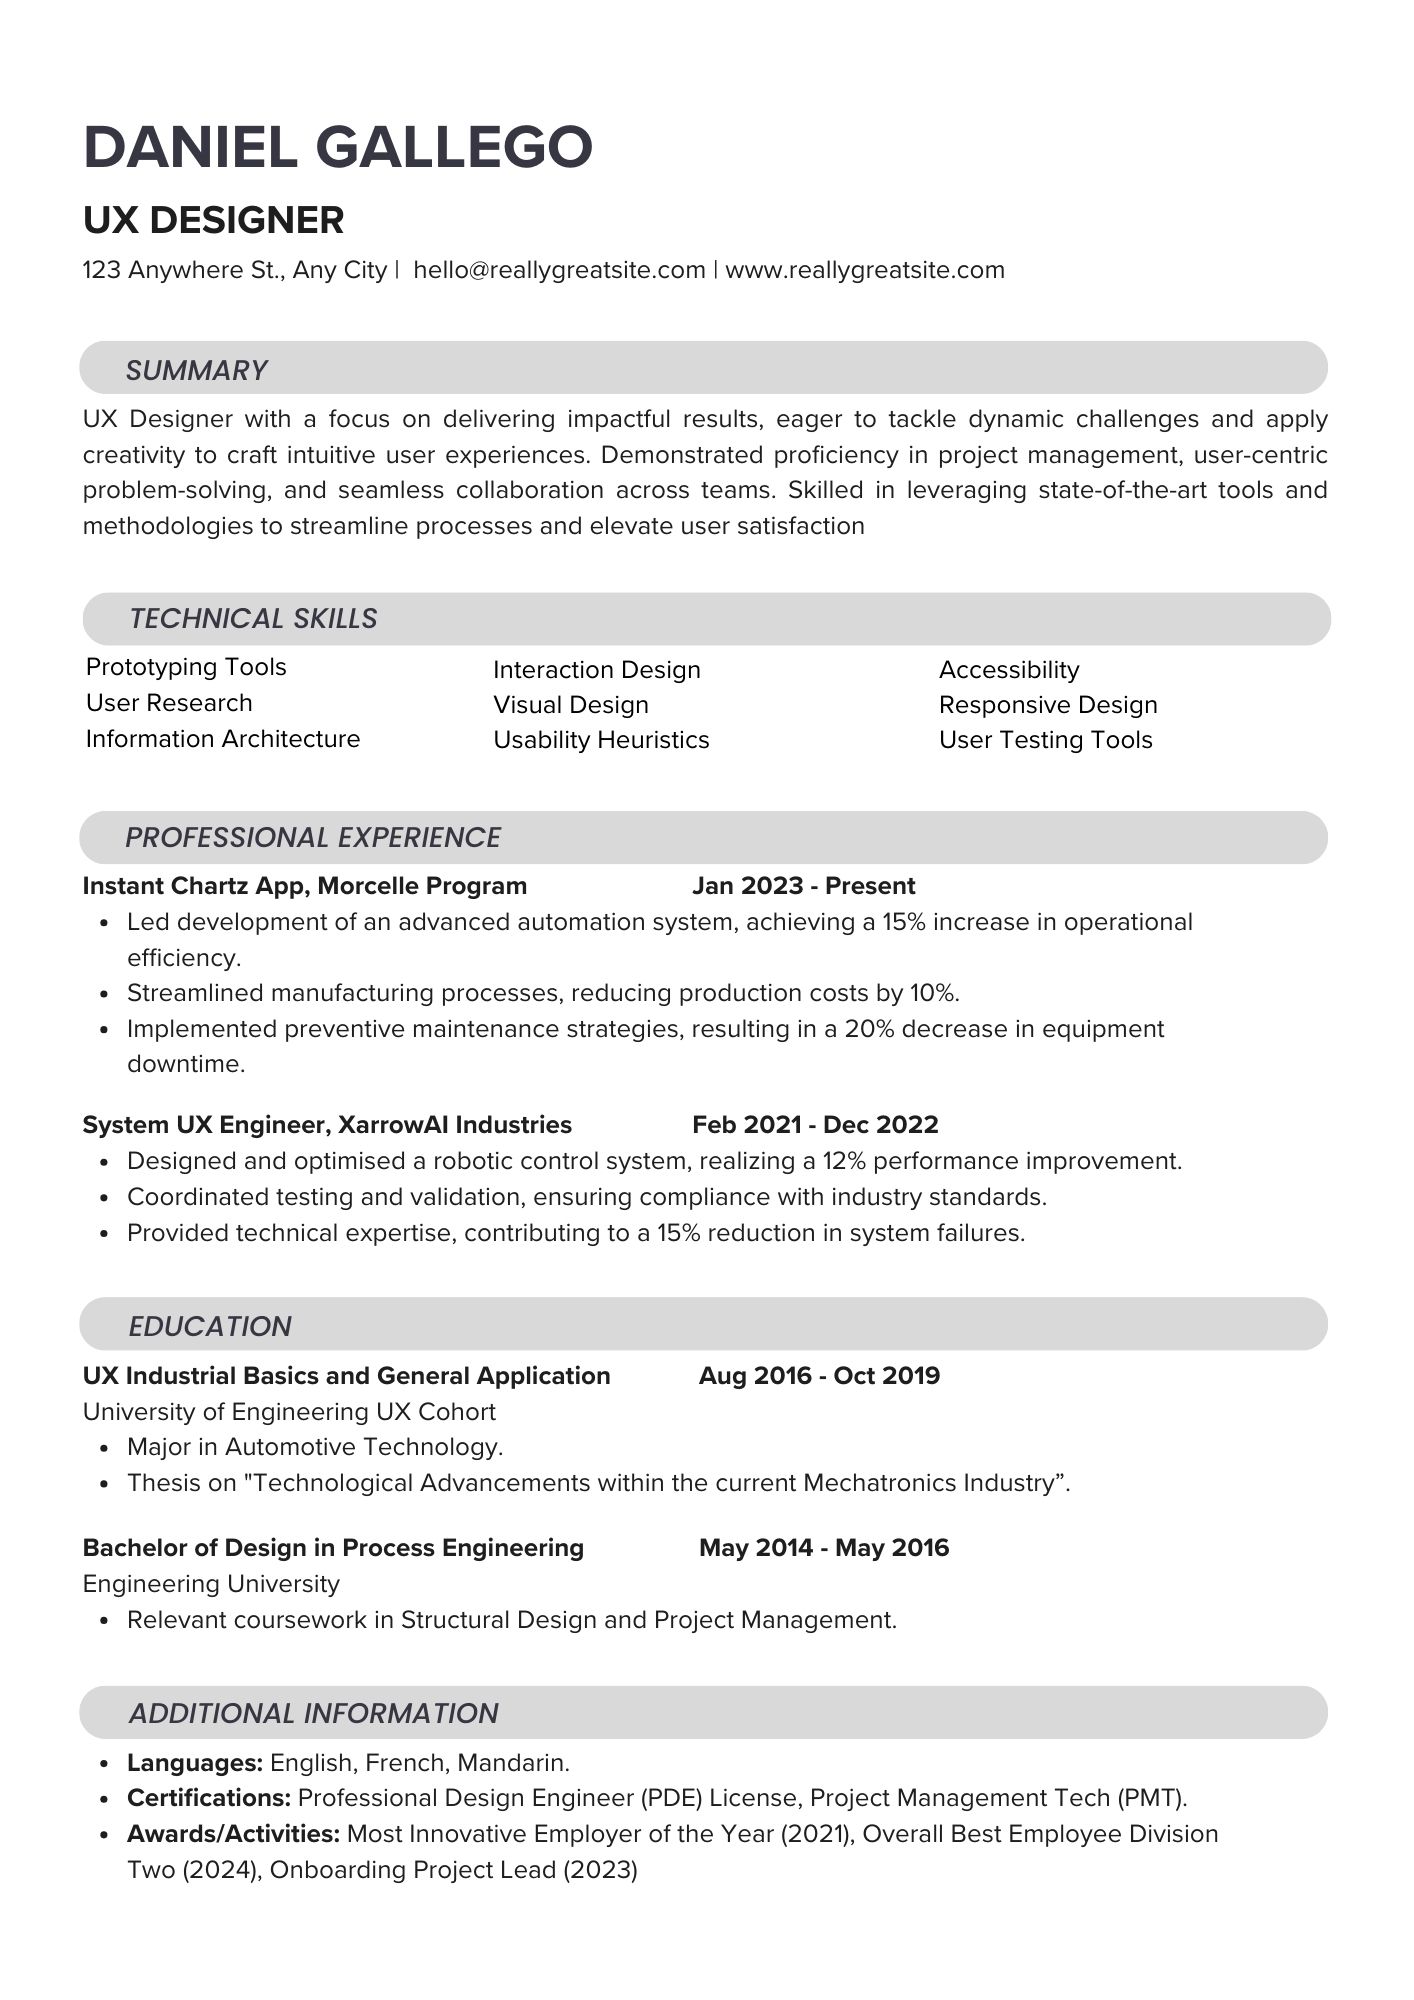 DANIEL GALLEGO
UX DESIGNER
123 Anywhere St., Any City | hello@reallygreatsite.com | www.reallygreatsite.com
SUMMARY
UX Designer with a focus on delivering impactful results, eager to tackle dynamic challenges and apply
creativity to craft intuitive user experiences. Demonstrated proficiency in project management, user-centric
problem-solving, and seamless collaboration across teams. Skilled in leveraging state-of-the-art tools and
methodologies to streamline processes and elevate user satisfaction
TECHNICAL SKILLS
Prototyping Tools
User Research
Information Architecture
Interaction Design
Visual Design
Usability Heuristics
Accessibility
Responsive Design
User Testing Tools
PROFESSIONAL EXPERIENCE
Instant Chartz App, Morcelle Program Jan 2023 - Present
• Led development of an advanced automation system, achieving a 15% increase in operational
efficiency.
• Streamlined manufacturing processes, reducing production costs by 10%.
• Implemented preventive maintenance strategies, resulting in a 20% decrease in equipment
downtime.
System UX Engineer, XarrowAI Industries Feb 2021 - Dec 2022
• Designed and optimised a robotic control system, realizing a 12% performance improvement.
• Coordinated testing and validation, ensuring compliance with industry standards.
• Provided technical expertise, contributing to a 15% reduction in system failures.
EDUCATION
UX Industrial Basics and General Application Aug 2016 - Oct 2019
University of Engineering UX Cohort
• Major in Automotive Technology.
• Thesis on "Technological Advancements within the current Mechatronics Industry”.
Bachelor of Design in Process Engineering May 2014 - May 2016
Engineering University
• Relevant coursework in Structural Design and Project Management.
ADDITIONAL INFORMATION
• Languages: English, French, Mandarin.
• Certifications: Professional Design Engineer (PDE) License, Project Management Tech (PMT).
• Awards/Activities: Most Innovative Employer of the Year (2021), Overall Best Employee Division
Two (2024), Onboarding Project Lead (2023)